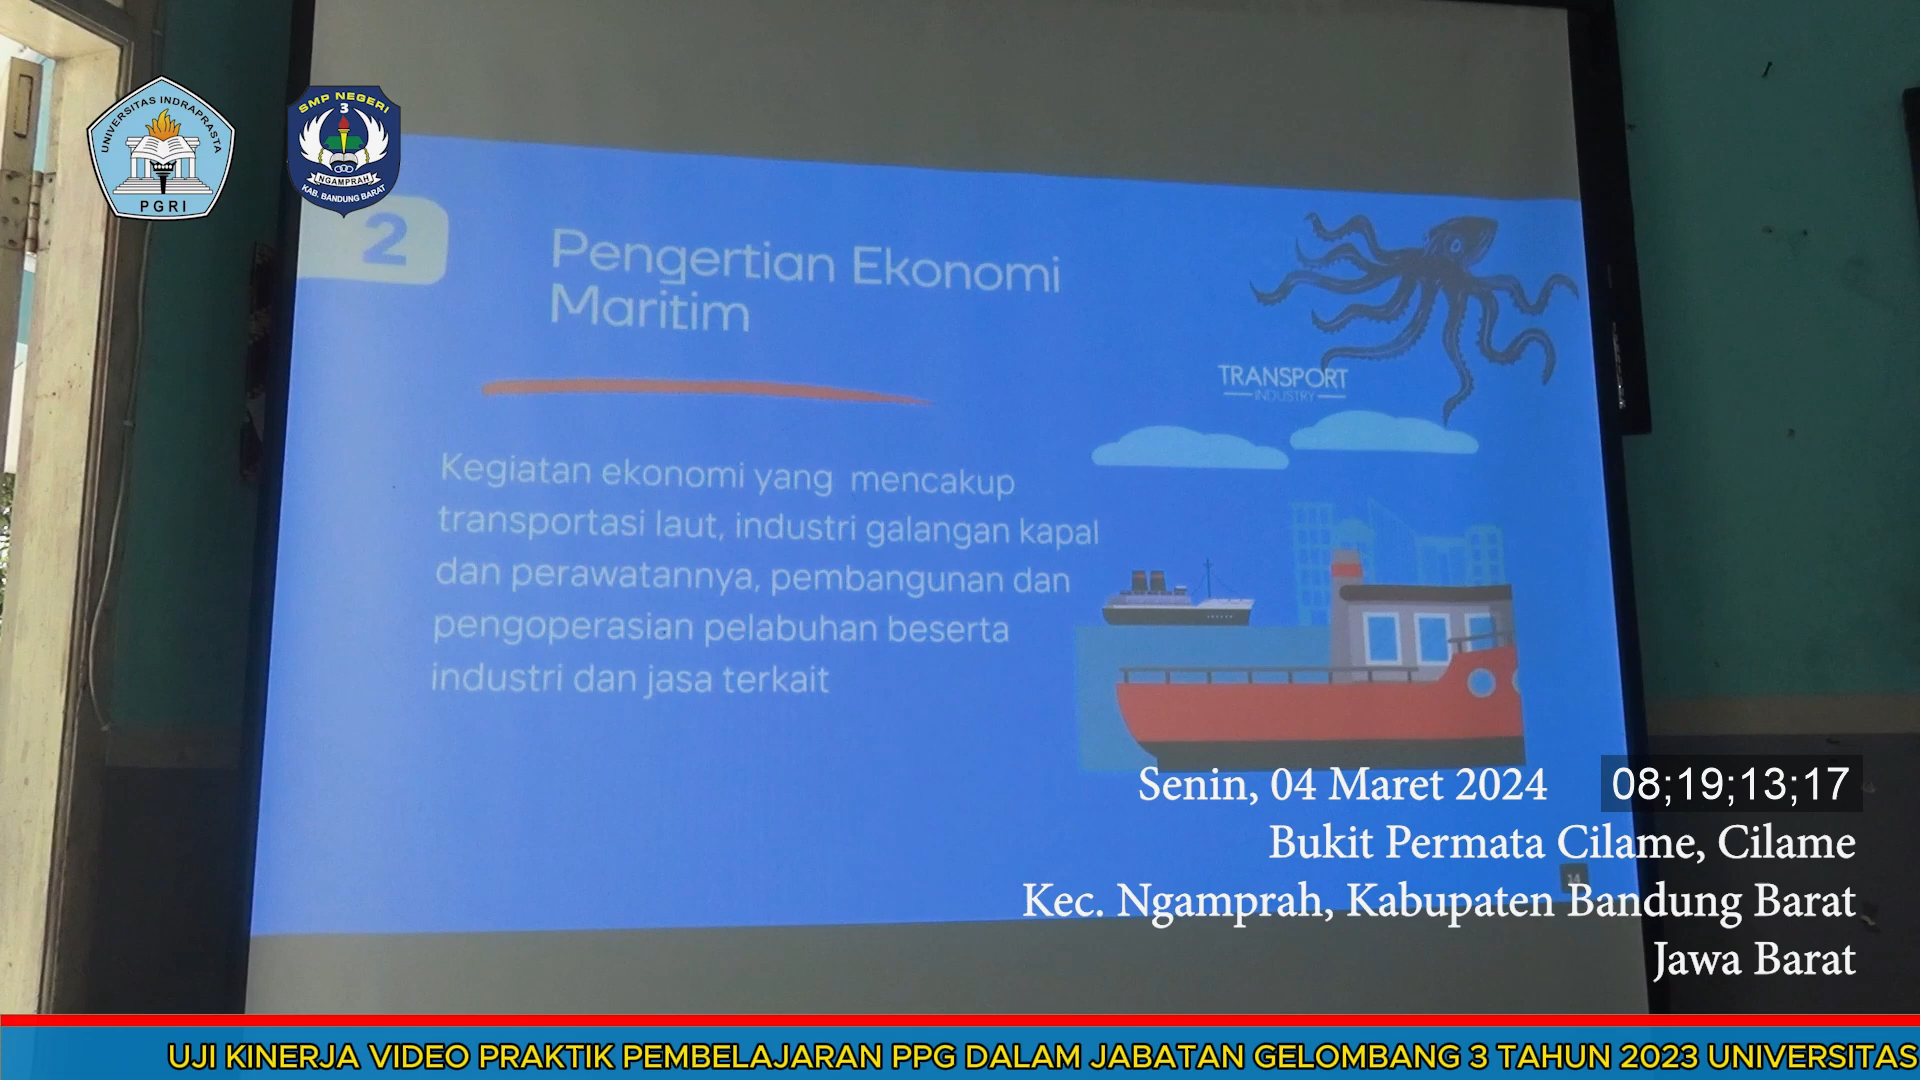 UNIVERSITAS INDRAPRASTA
PGRI
SMP NEGERI
3
NGAMPRAH
KAB. BANDUNG BARAT
2
Pengertian Ekonomi
Maritim
TRANSPORT
INDUSTRY
Kegiatan ekonomi yang mencakup
transportasi laut, industri galangan kapal
dan perawatannya, pembangunan dan
pengoperasian pelabuhan beserta
industri dan jasa terkait
Senin, 04 Maret 2024 08;19;13;17
Bukit Permata Cilame, Cilame
14
Kec. Ngamprah, Kabupaten Bandung Barat
Jawa Barat
UJI KINERJA VIDEO PRAKTIK PEMBELAJARAN PPG DALAM JABATAN GELOMBANG 3 TAHUN 2023 UNIVERSITAS